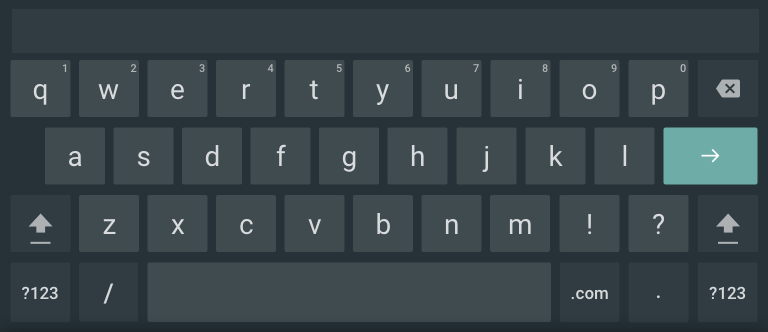 q 1 w 2 e 3 r 4 t 5 y 6 u 7 i 8 o 9 p 0
a s d f g h j k l
z x c v b n m ! ?
?123 / .com . ?123